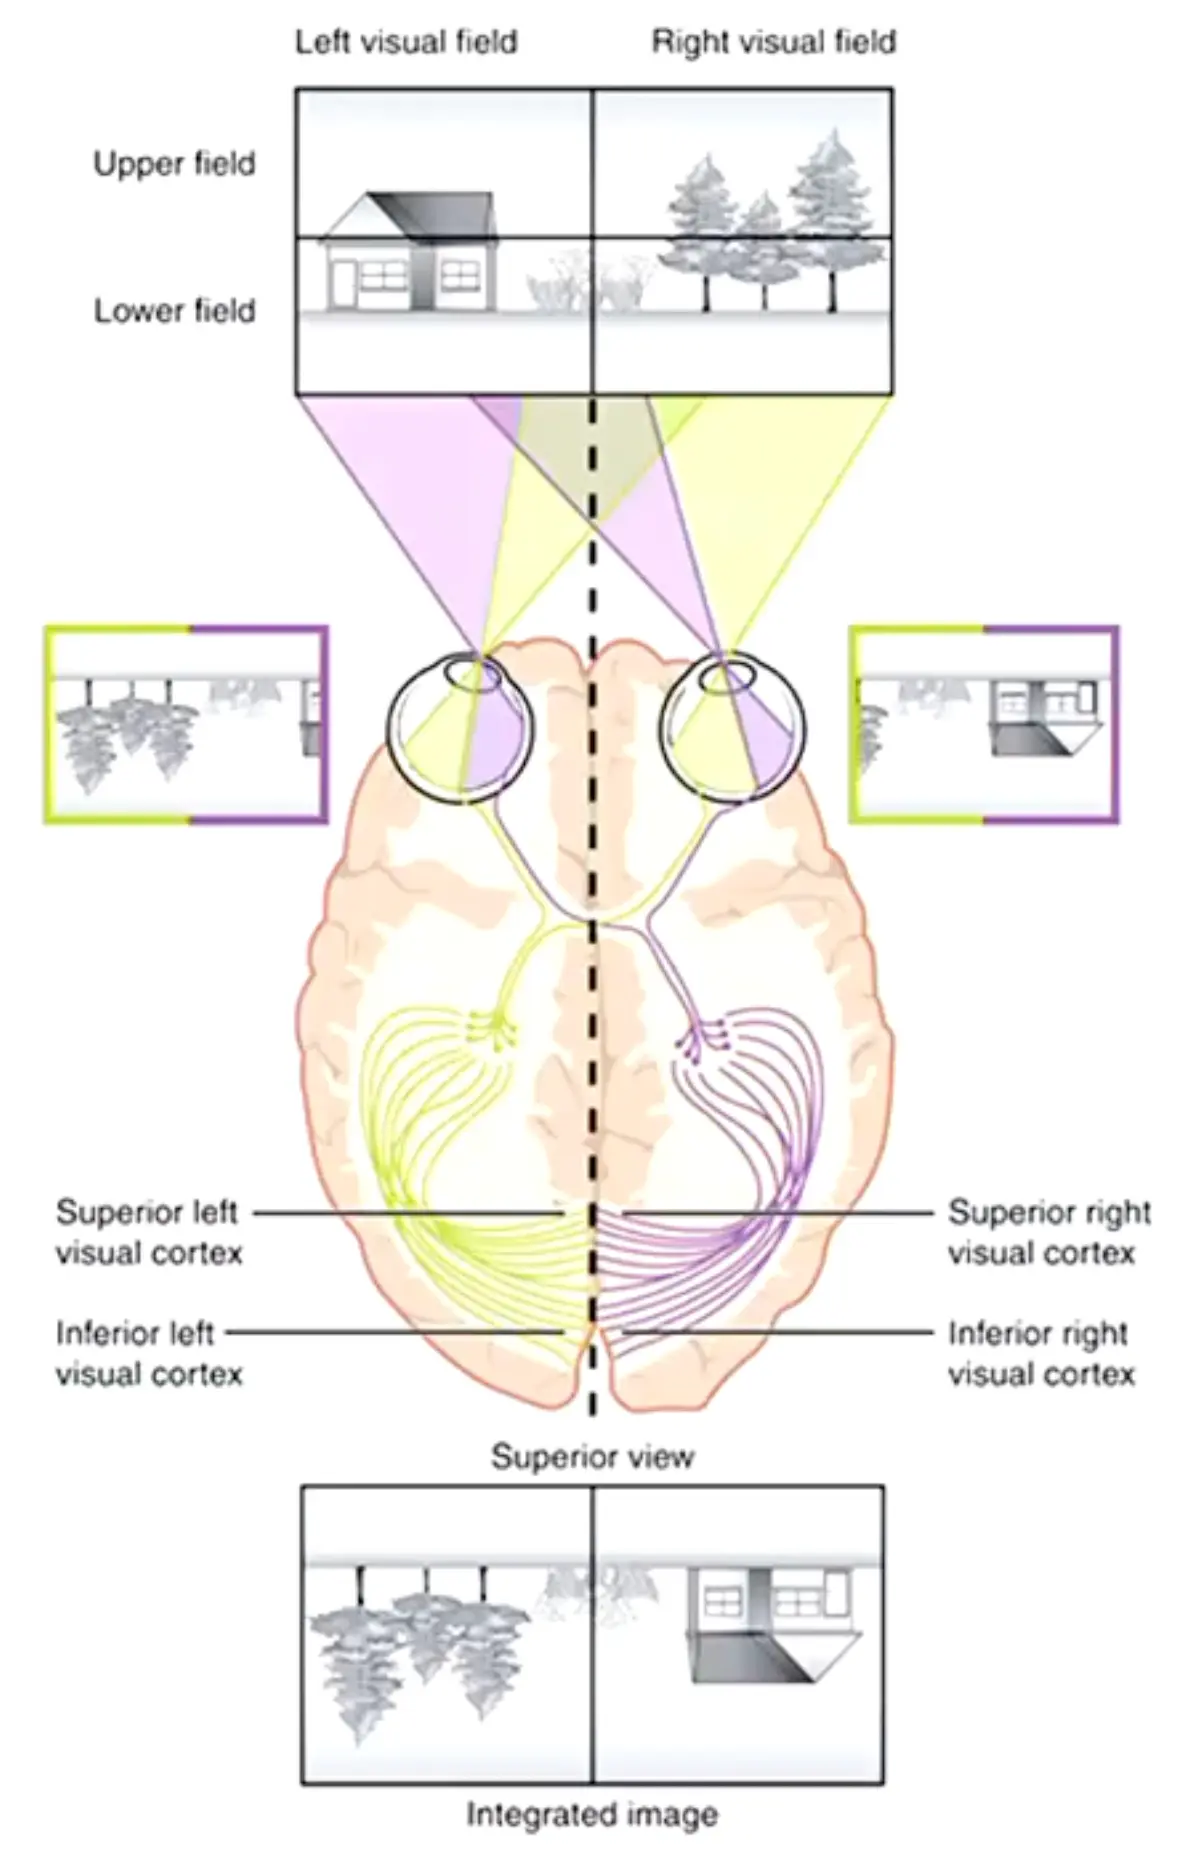 Left visual field
Right visual field
Upper field
Lower field
Superior left
visual cortex
Superior right
visual cortex
Inferior left
visual cortex
Inferior right
visual cortex
Superior view
Integrated image